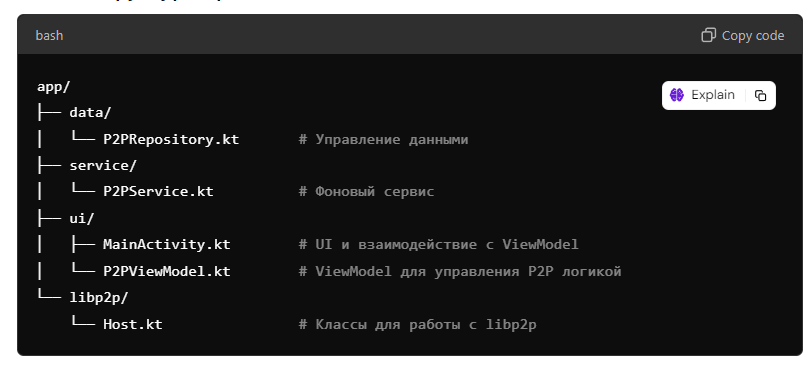 bash
Copy code
Explain
app/
├── data/
│   └── P2PRepository.kt       # Управление данными
├── service/
│   └── P2PService.kt          # Фоновый сервис
├── ui/
│   ├── MainActivity.kt        # UI и взаимодействие с ViewModel
│   └── P2PViewModel.kt        # ViewModel для управления P2P логикой
└── libp2p/
    └── Host.kt                # Классы для работы с libp2p